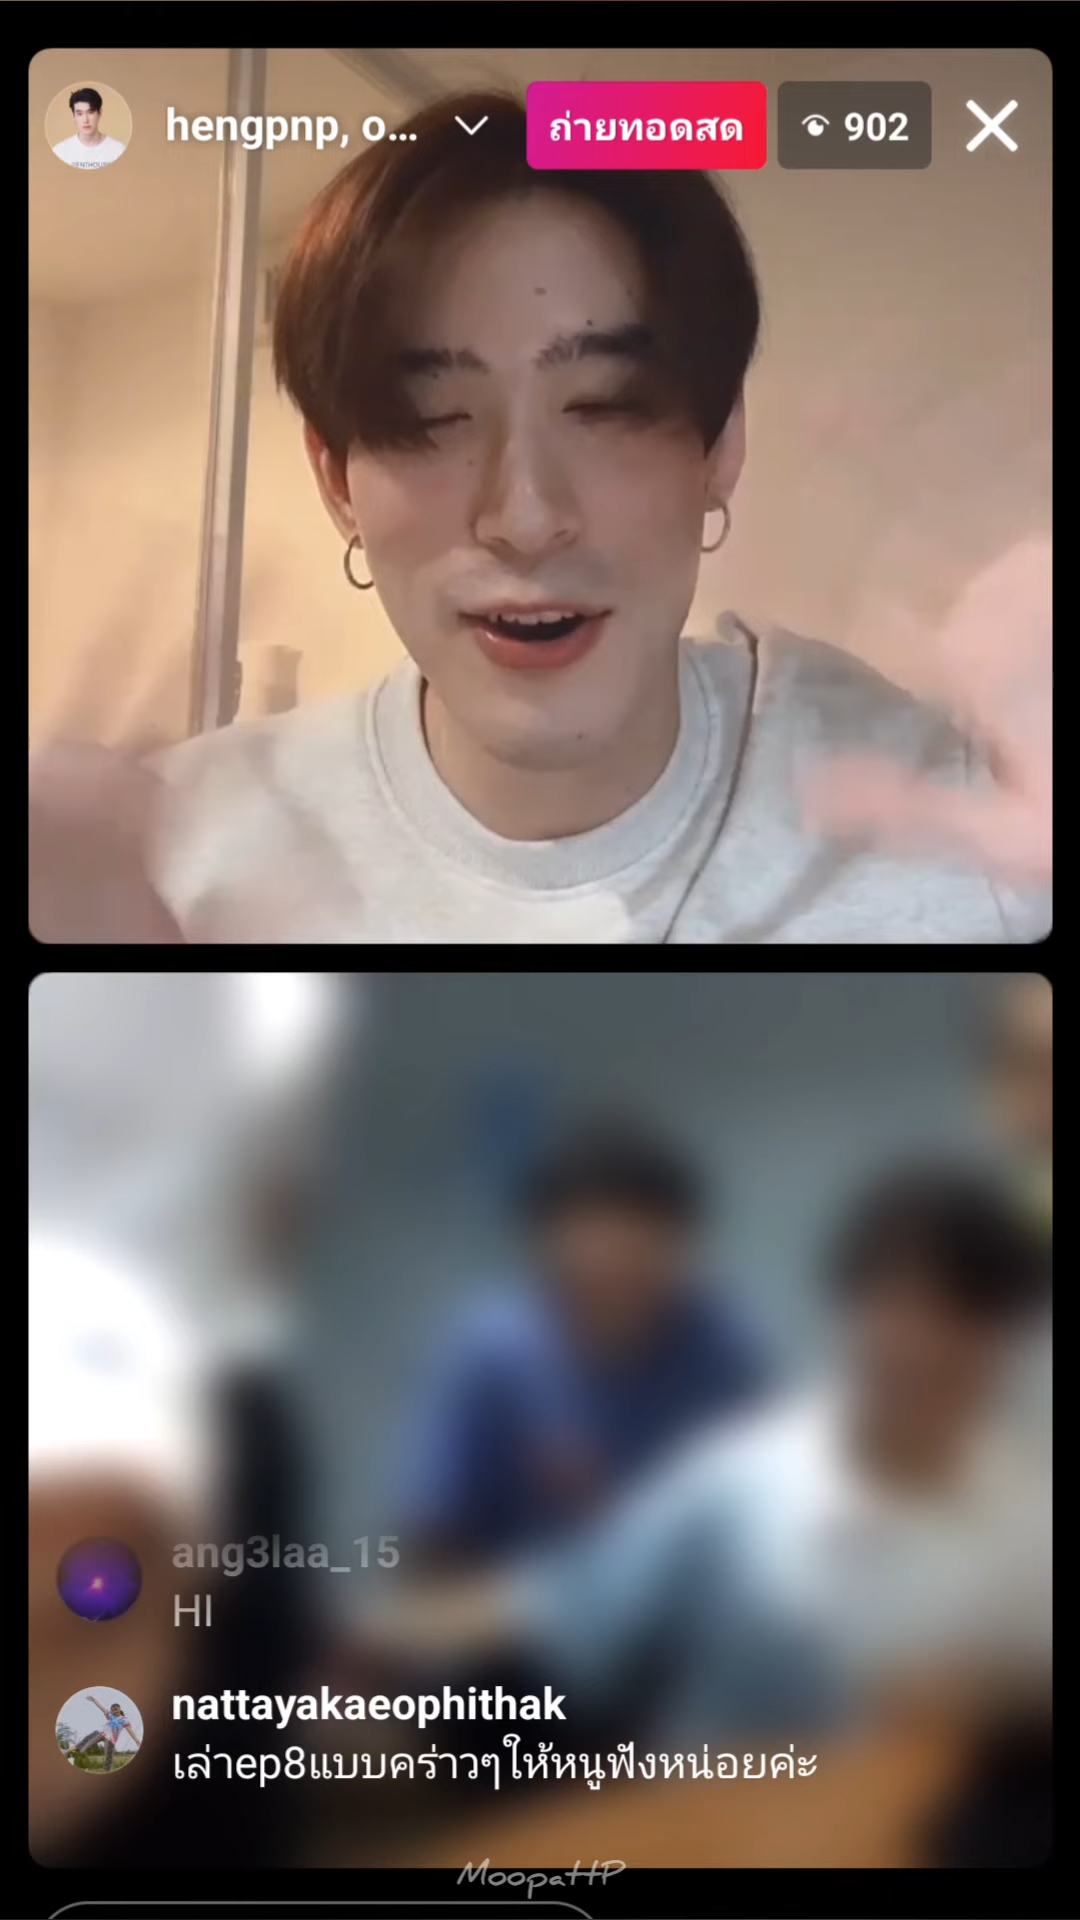 hengpnp, o...
ถ่ายทอดสด
902
ang3laa_15
HI
nattayakaeophithak
เล่าep8แบบคร่าวๆให้หนูฟังหน่อยค่ะ
MoopaHP